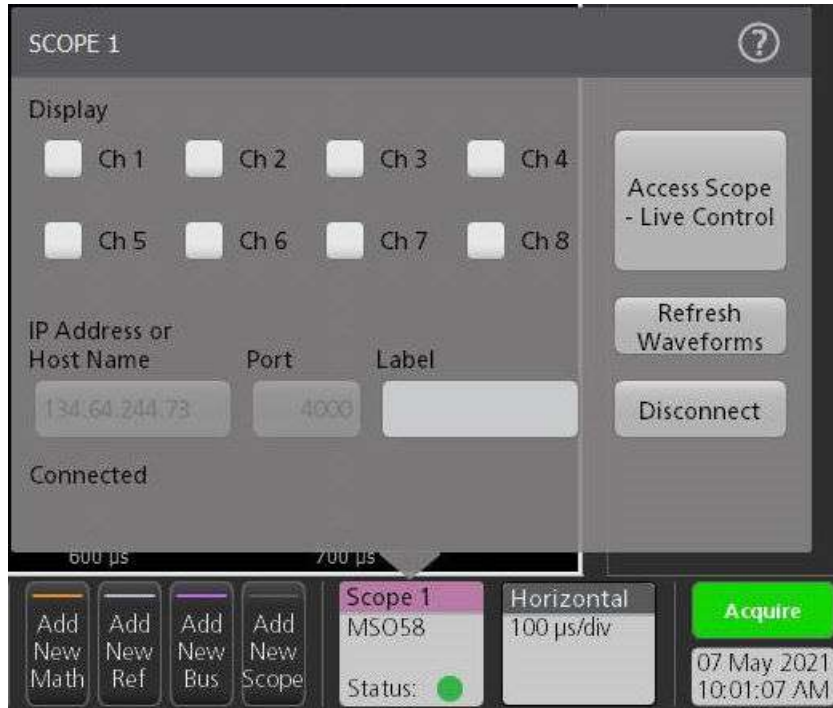 SCOPE 1
?
Display
Ch 1 Ch 2 Ch 3 Ch 4
Ch 5 Ch 6 Ch 7 Ch 8
Access Scope
- Live Control
Refresh
Waveforms
Disconnect
IP Address or
Host Name
Port
Label
134.64.244.73
4000
Connected
600 µs 700 µs
Add
New
Math
Add
New
Ref
Add
New
Bus
Add
New
Scope
Scope 1
MSO58
Status:
Horizontal
100 µs/div
Acquire
07 May 2021
10:01:07 AM